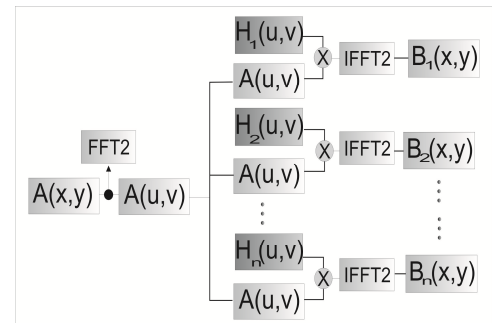 H₁(u,v)
X IFFT2 B₁(x,y)
A(u,v)
H₂(u,v)
FFT2
X IFFT2 B₂(x,y)
A(u,v)
A(x,y) A(u,v)
Hₙ(u,v)
X IFFT2 Bₙ(x,y)
A(u,v)